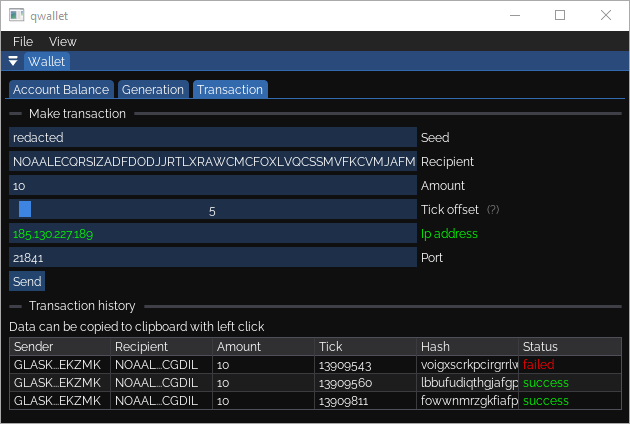 qwallet
File View
Wallet
Account Balance Generation Transaction
Make transaction
redacted Seed
NOAALECQRSIZADFDODJJRTLXRAWCMCFOXLVQCSSMVFKCVMJAFM Recipient
10 Amount
5 Tick offset (?)
185.130.227.189 Ip address
21841 Port
Send
Transaction history
Data can be copied to clipboard with left click
Sender Recipient Amount Tick Hash Status
GLASK...EKZMK NOAAL...CGDIL 10 13909543 voigxscrkpcirgrrlw failed
GLASK...EKZMK NOAAL...CGDIL 10 13909560 lbbufudiqthgjafgp success
GLASK...EKZMK NOAAL...CGDIL 10 13909811 fowwnmrzgkfiafp success